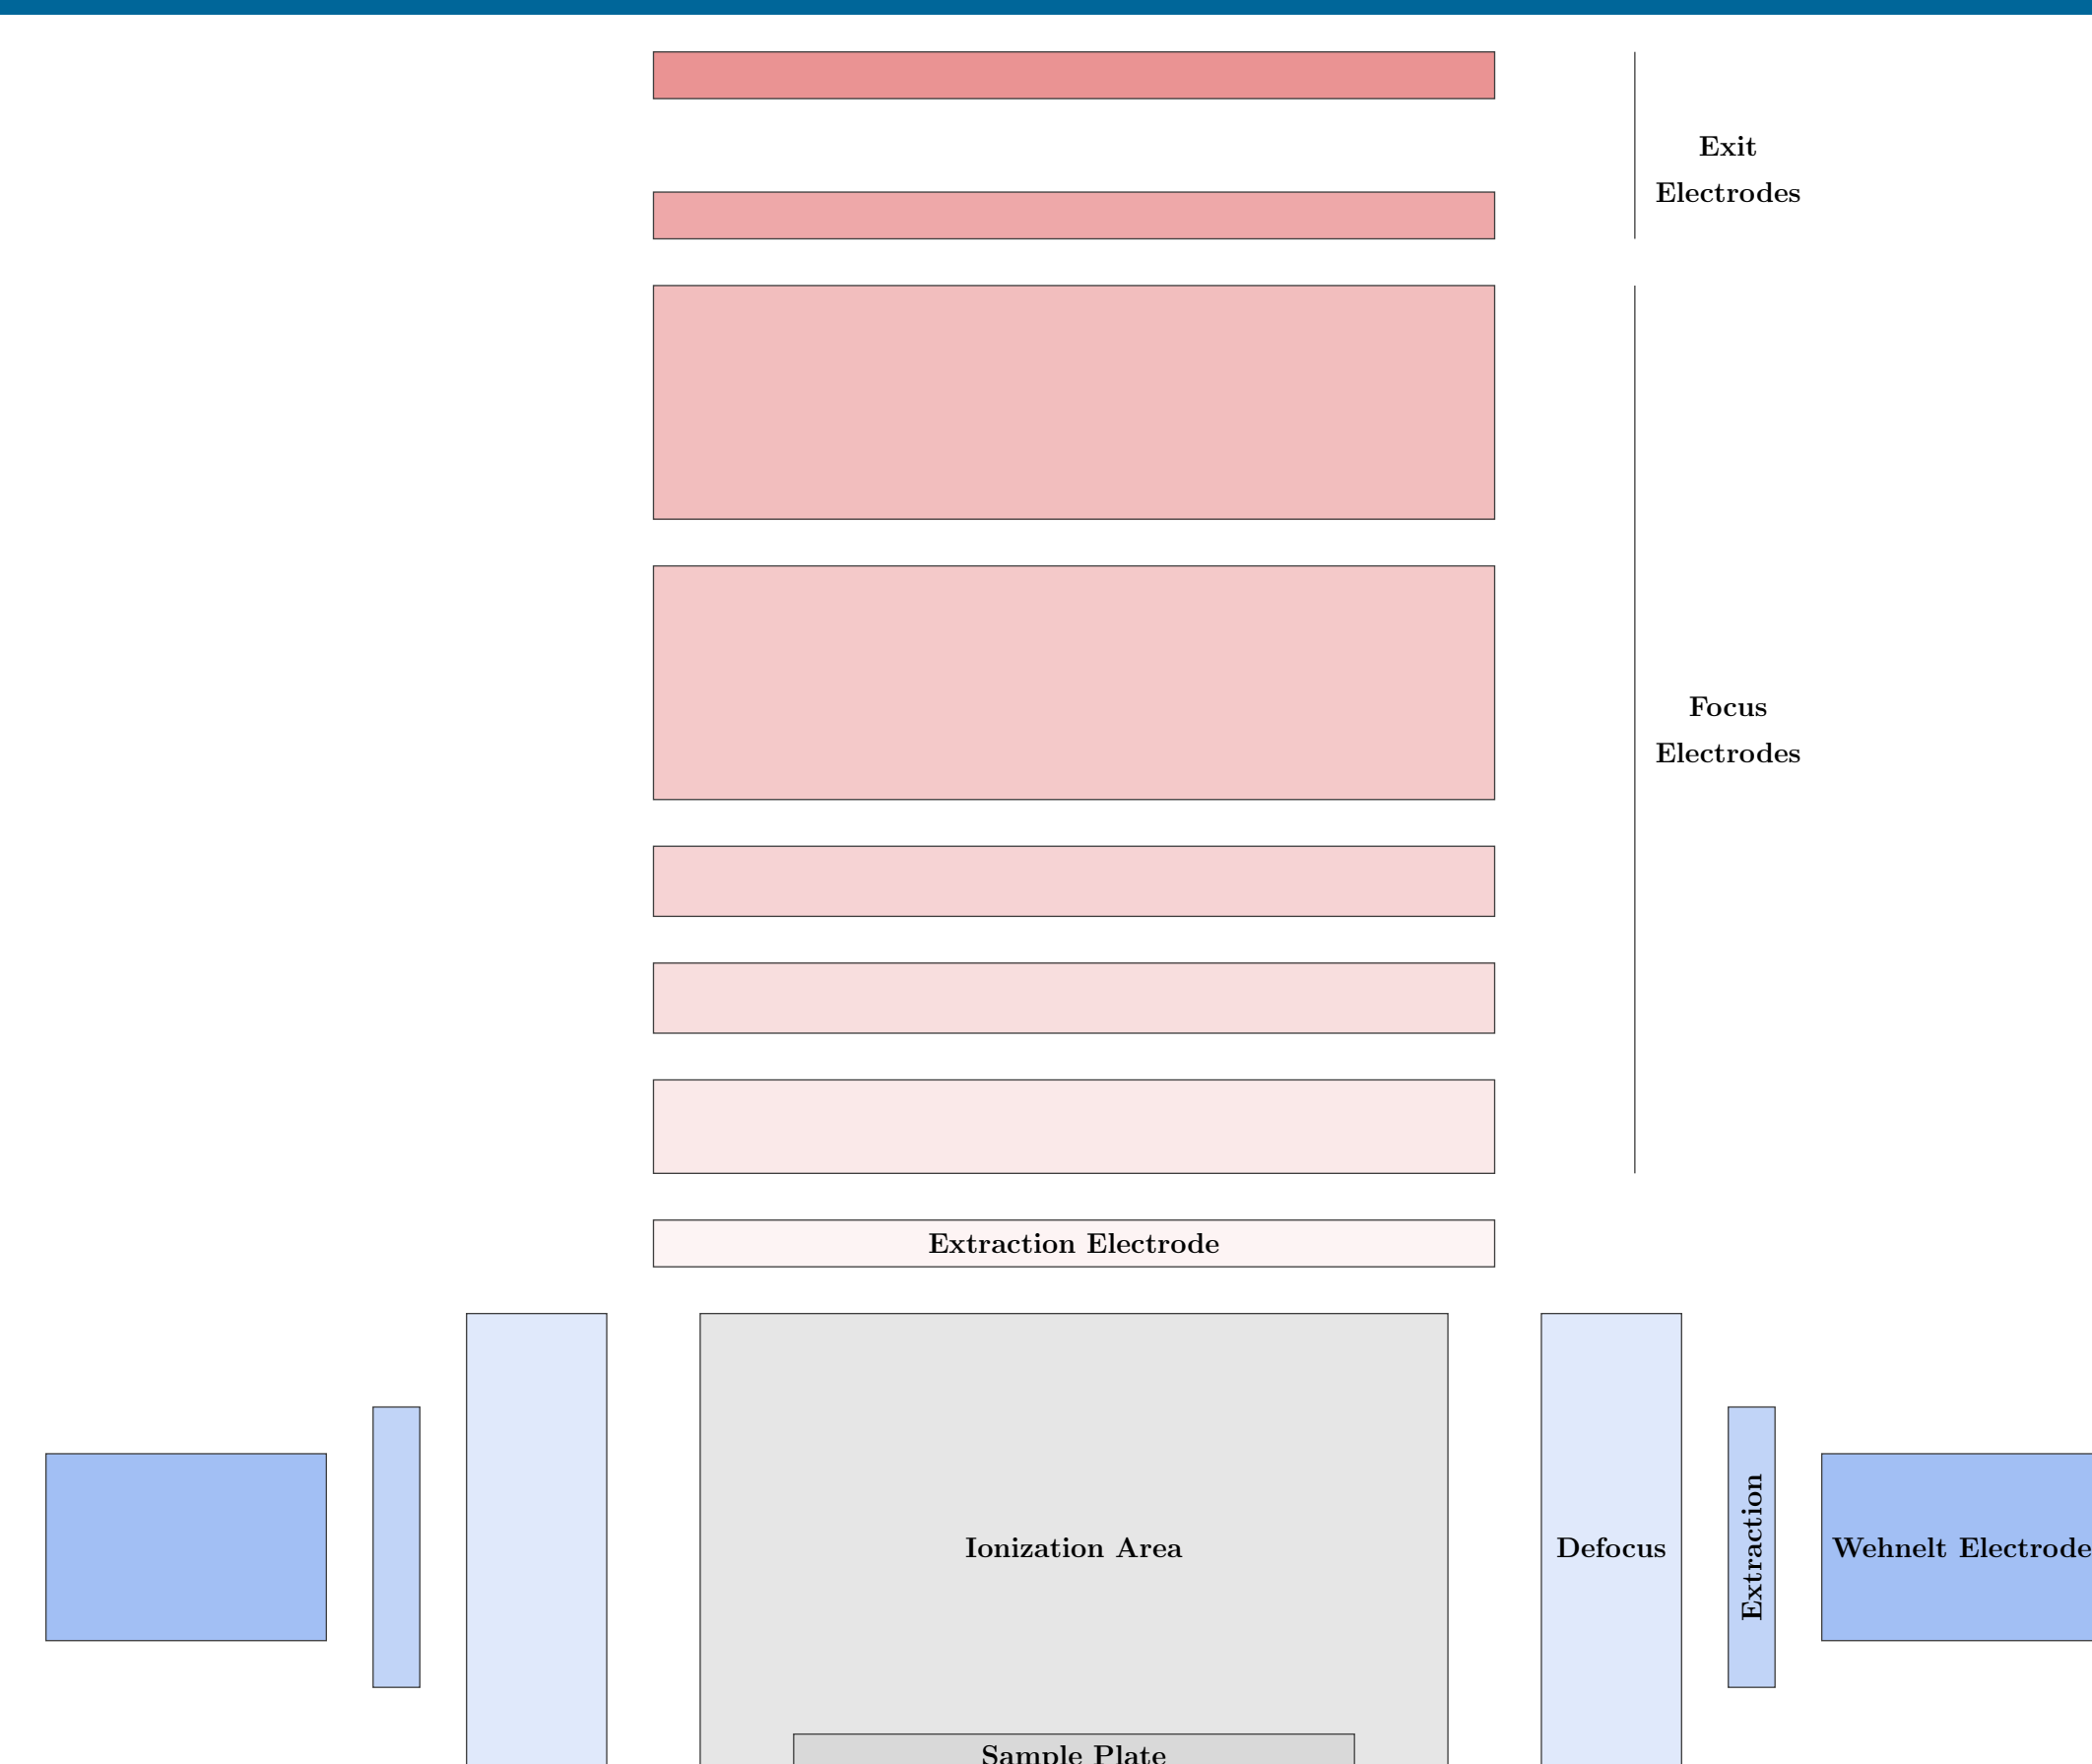 Exit
Electrodes
Focus
Electrodes
Extraction Electrode
Ionization Area
Defocus
Extraction
Wehnelt Electrode
Sample Plate